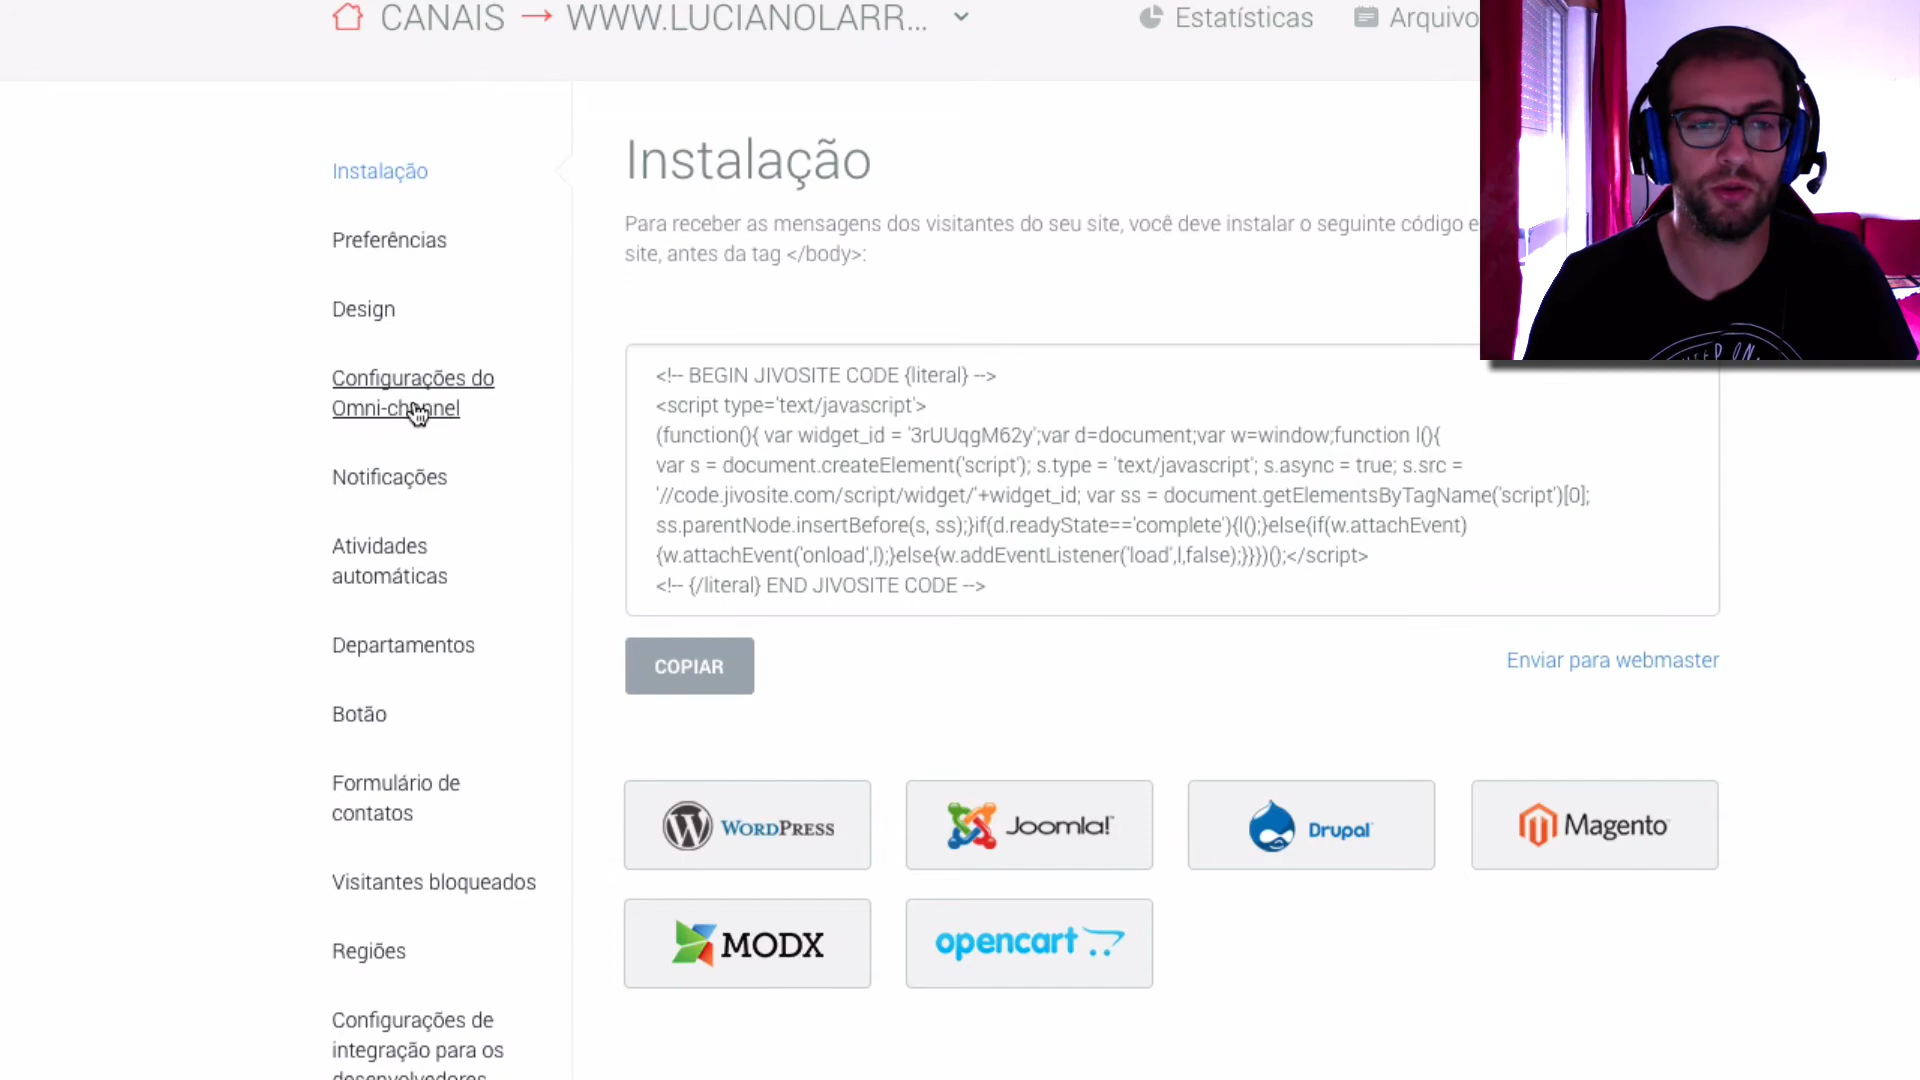 CANAIS → WWW.LUCIANOLARR...
Estatísticas
Arquivo
Instalação
Preferências
Design
Configurações do
Omni-channel
Notificações
Atividades
automáticas
Departamentos
Botão
Formulário de
contatos
Visitantes bloqueados
Regiões
Configurações de
integração para os
desenvolvedores
Instalação
Para receber as mensagens dos visitantes do seu site, você deve instalar o seguinte código e
site, antes da tag </body>:
<!-- BEGIN JIVOSITE CODE {literal} -->
<script type='text/javascript'>
(function(){ var widget_id = '3rUUqgM62y';var d=document;var w=window;function l(){
var s = document.createElement('script'); s.type = 'text/javascript'; s.async = true; s.src =
'//code.jivosite.com/script/widget/'+widget_id; var ss = document.getElementsByTagName('script')[0];
ss.parentNode.insertBefore(s, ss);}if(d.readyState=='complete'){l();}else{if(w.attachEvent)
{w.attachEvent('onload',l);}else{w.addEventListener('load',l,false);}}})();</script>
<!-- {/literal} END JIVOSITE CODE -->
COPIAR
Enviar para webmaster
WORDPRESS
Joomla!
Drupal
Magento
MODX
opencart